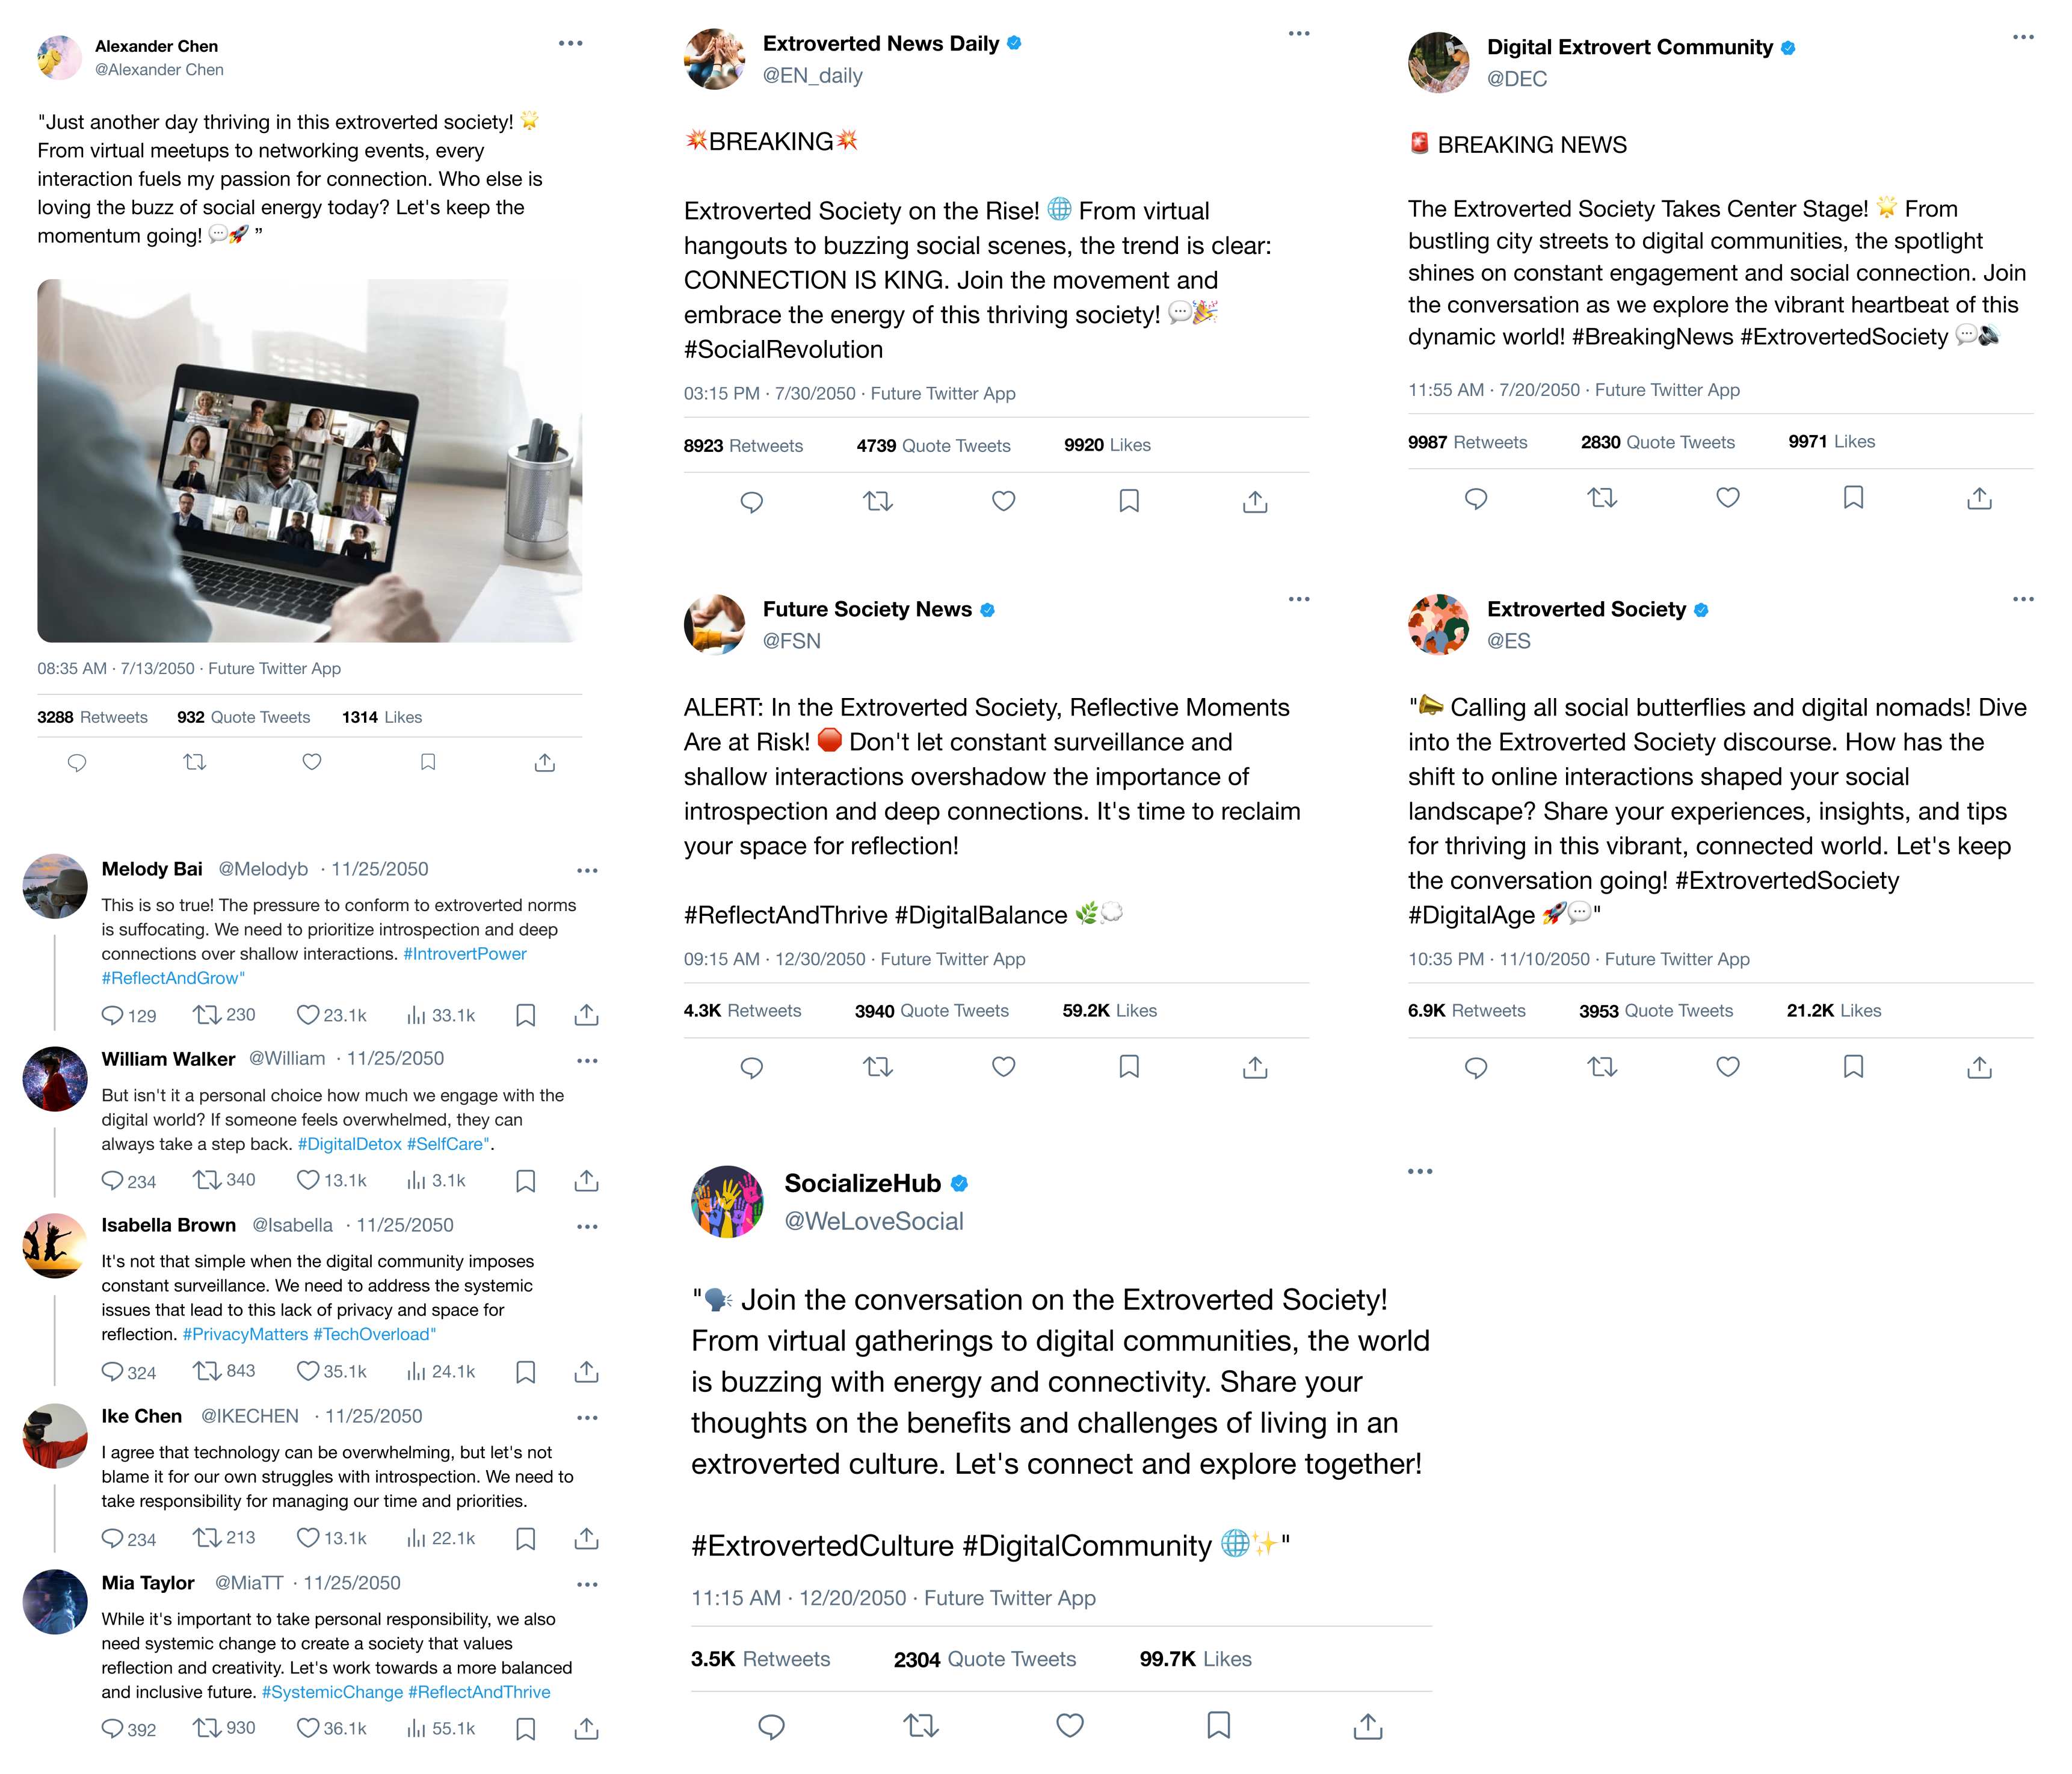 Alexander Chen
@Alexander Chen
"Just another day thriving in this extroverted society! 🌟
From virtual meetups to networking events, every
interaction fuels my passion for connection. Who else is
loving the buzz of social energy today? Let's keep the
momentum going! 💬🚀 ”
08:35 AM · 7/13/2050 · Future Twitter App
3288 Retweets 932 Quote Tweets 1314 Likes
Melody Bai @Melodyb · 11/25/2050
This is so true! The pressure to conform to extroverted norms
is suffocating. We need to prioritize introspection and deep
connections over shallow interactions. #IntrovertPower
#ReflectAndGrow"
129 230 23.1k 33.1k
William Walker @William · 11/25/2050
But isn't it a personal choice how much we engage with the
digital world? If someone feels overwhelmed, they can
always take a step back. #DigitalDetox #SelfCare".
234 340 13.1k 3.1k
Isabella Brown @Isabella · 11/25/2050
It's not that simple when the digital community imposes
constant surveillance. We need to address the systemic
issues that lead to this lack of privacy and space for
reflection. #PrivacyMatters #TechOverload"
324 843 35.1k 24.1k
Ike Chen @IKECHEN · 11/25/2050
I agree that technology can be overwhelming, but let's not
blame it for our own struggles with introspection. We need to
take responsibility for managing our time and priorities.
234 213 13.1k 22.1k
Mia Taylor @MiaTT · 11/25/2050
While it's important to take personal responsibility, we also
need systemic change to create a society that values
reflection and creativity. Let's work towards a more balanced
and inclusive future. #SystemicChange #ReflectAndThrive
392 930 36.1k 55.1k
Extroverted News Daily
@EN_daily
💥BREAKING💥
Extroverted Society on the Rise! 🌐 From virtual
hangouts to buzzing social scenes, the trend is clear:
CONNECTION IS KING. Join the movement and
embrace the energy of this thriving society! 💬🎉
#SocialRevolution
03:15 PM · 7/30/2050 · Future Twitter App
8923 Retweets 4739 Quote Tweets 9920 Likes
Digital Extrovert Community
@DEC
🚨 BREAKING NEWS
The Extroverted Society Takes Center Stage! 🌟 From
bustling city streets to digital communities, the spotlight
shines on constant engagement and social connection. Join
the conversation as we explore the vibrant heartbeat of this
dynamic world! #BreakingNews #ExtrovertedSociety 💬🔊
11:55 AM · 7/20/2050 · Future Twitter App
9987 Retweets 2830 Quote Tweets 9971 Likes
Future Society News
@FSN
ALERT: In the Extroverted Society, Reflective Moments
Are at Risk! 🛑 Don't let constant surveillance and
shallow interactions overshadow the importance of
introspection and deep connections. It's time to reclaim
your space for reflection!
#ReflectAndThrive #DigitalBalance 🌿💭
09:15 AM · 12/30/2050 · Future Twitter App
4.3K Retweets 3940 Quote Tweets 59.2K Likes
Extroverted Society
@ES
"📣 Calling all social butterflies and digital nomads! Dive
into the Extroverted Society discourse. How has the
shift to online interactions shaped your social
landscape? Share your experiences, insights, and tips
for thriving in this vibrant, connected world. Let's keep
the conversation going! #ExtrovertedSociety
#DigitalAge 🚀💬"
10:35 PM · 11/10/2050 · Future Twitter App
6.9K Retweets 3953 Quote Tweets 21.2K Likes
SocializeHub
@WeLoveSocial
"🗣️ Join the conversation on the Extroverted Society!
From virtual gatherings to digital communities, the world
is buzzing with energy and connectivity. Share your
thoughts on the benefits and challenges of living in an
extroverted culture. Let's connect and explore together!
#ExtrovertedCulture #DigitalCommunity 🌐✨"
11:15 AM · 12/20/2050 · Future Twitter App
3.5K Retweets 2304 Quote Tweets 99.7K Likes